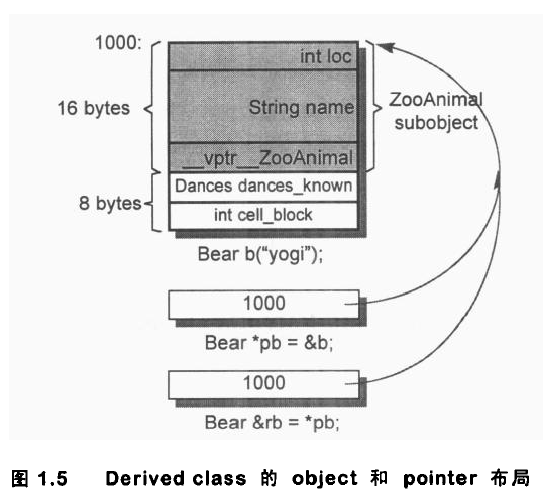 1000:
int loc
16 bytes
String name
ZooAnimal
subobject
__vptr__ZooAnimal
8 bytes
Dances dances_known
int cell_block
Bear b("yogi");
1000
Bear *pb = &b;
1000
Bear &rb = *pb;
图 1.5 Derived class 的 object 和 pointer 布局